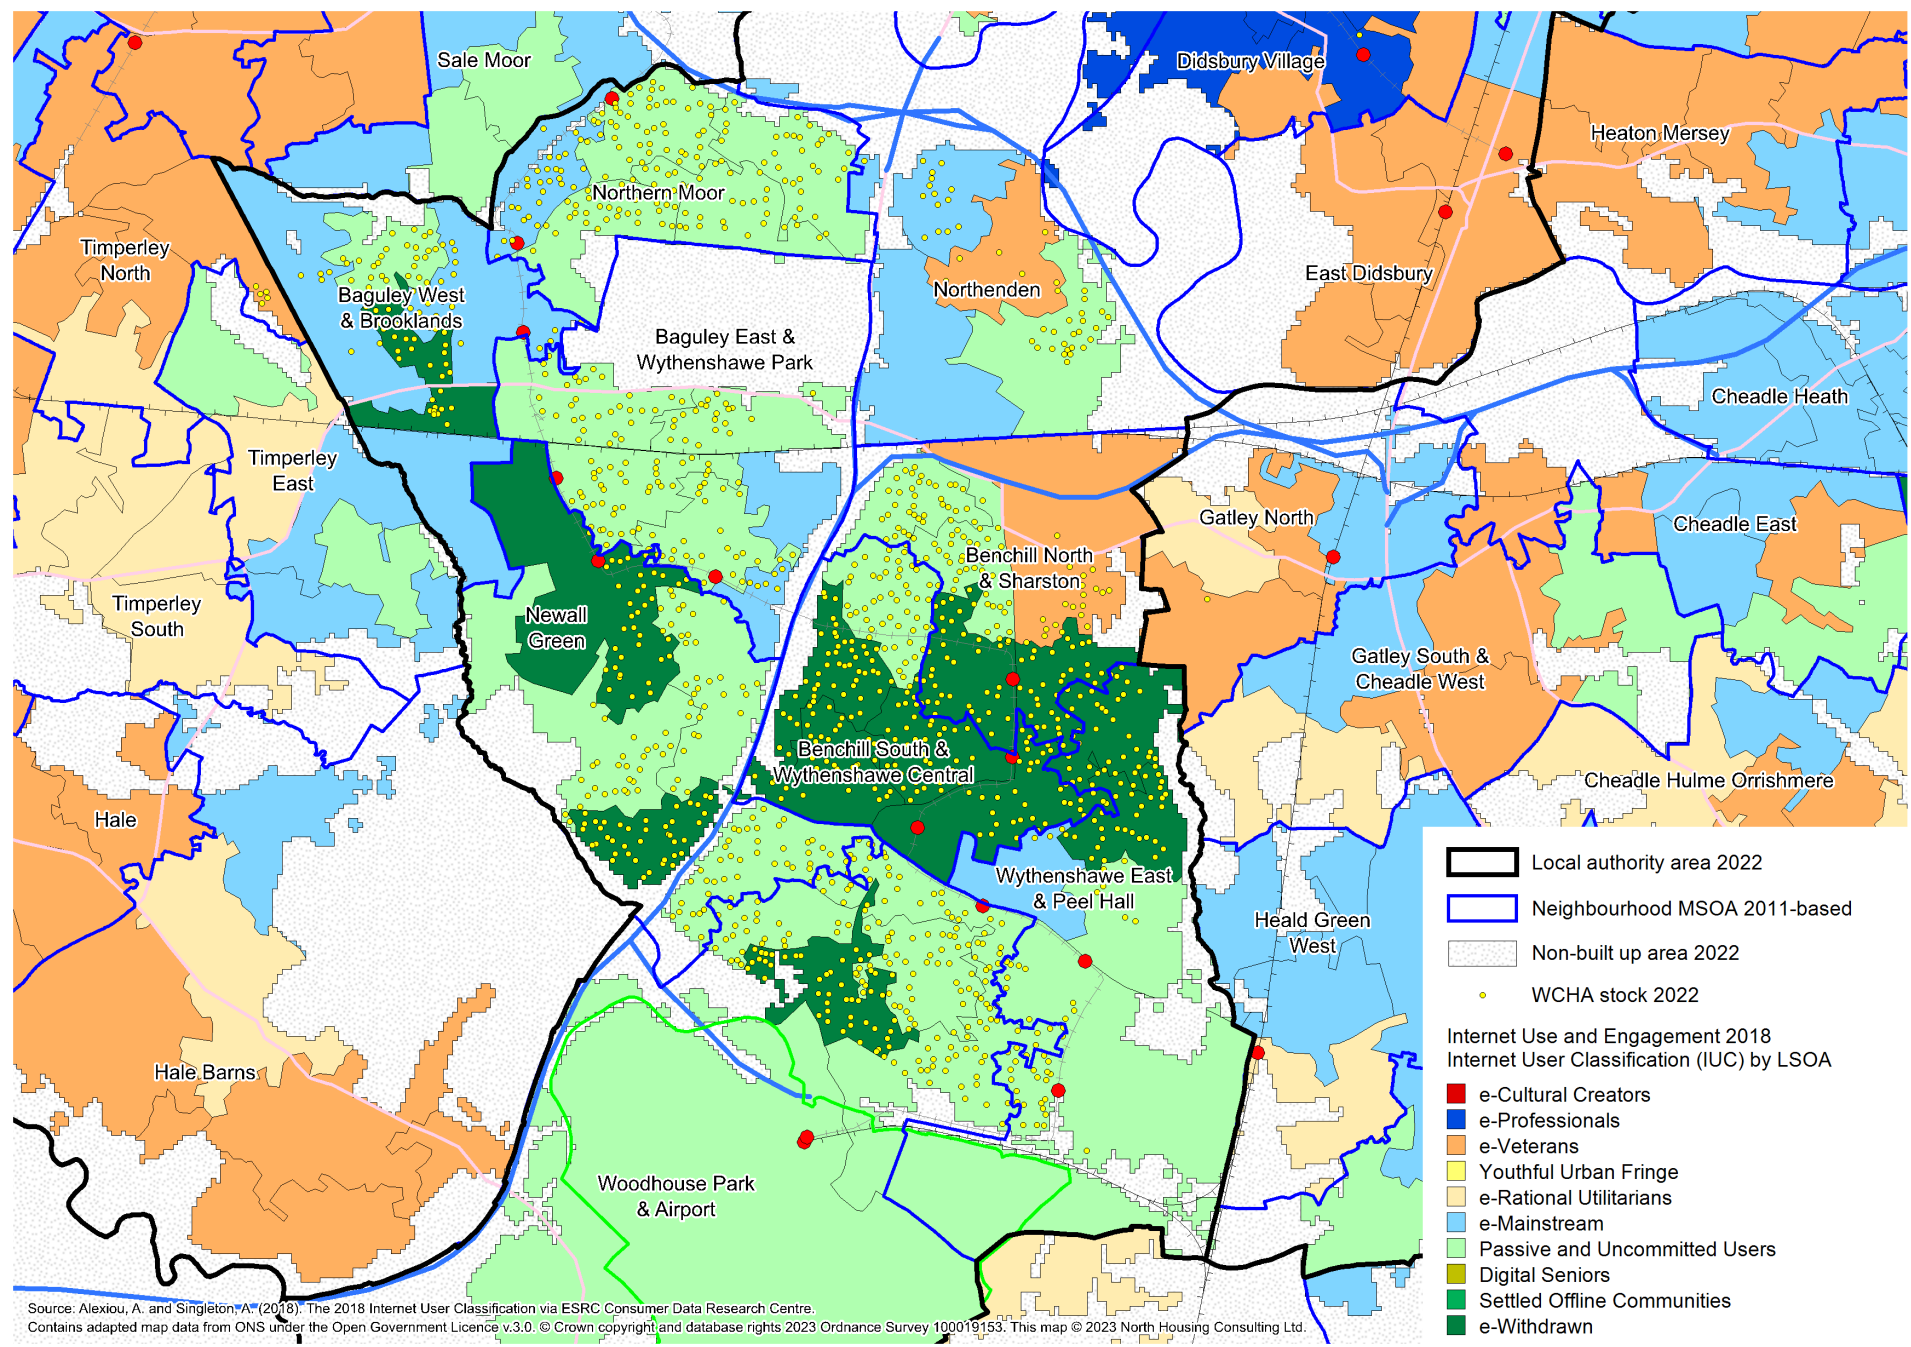 Sale Moor
Didsbury Village
Heaton Mersey
Northern Moor
Timperley
North
East Didsbury
Baguley West
& Brooklands
Northenden
Baguley East &
Wythenshawe Park
Cheadle Heath
Timperley
East
Gatley North
Cheadle East
Benchill North
& Sharston
Timperley
South
Newall
Green
Gatley South &
Cheadle West
Benchill South &
Wythenshawe Central
Cheadle Hulme Orrishmere
Hale
Wythenshawe East
& Peel Hall
Heald Green
West
Hale Barns
Woodhouse Park
& Airport
Local authority area 2022
Neighbourhood MSOA 2011-based
Non-built up area 2022
WCHA stock 2022
Internet Use and Engagement 2018
Internet User Classification (IUC) by LSOA
e-Cultural Creators
e-Professionals
e-Veterans
Youthful Urban Fringe
e-Rational Utilitarians
e-Mainstream
Passive and Uncommitted Users
Digital Seniors
Settled Offline Communities
e-Withdrawn
Source: Alexiou, A. and Singleton, A. (2018). The 2018 Internet User Classification via ESRC Consumer Data Research Centre.
Contains adapted map data from ONS under the Open Government Licence v.3.0. © Crown copyright and database rights 2023 Ordnance Survey 100019153. This map © 2023 North Housing Consulting Ltd.